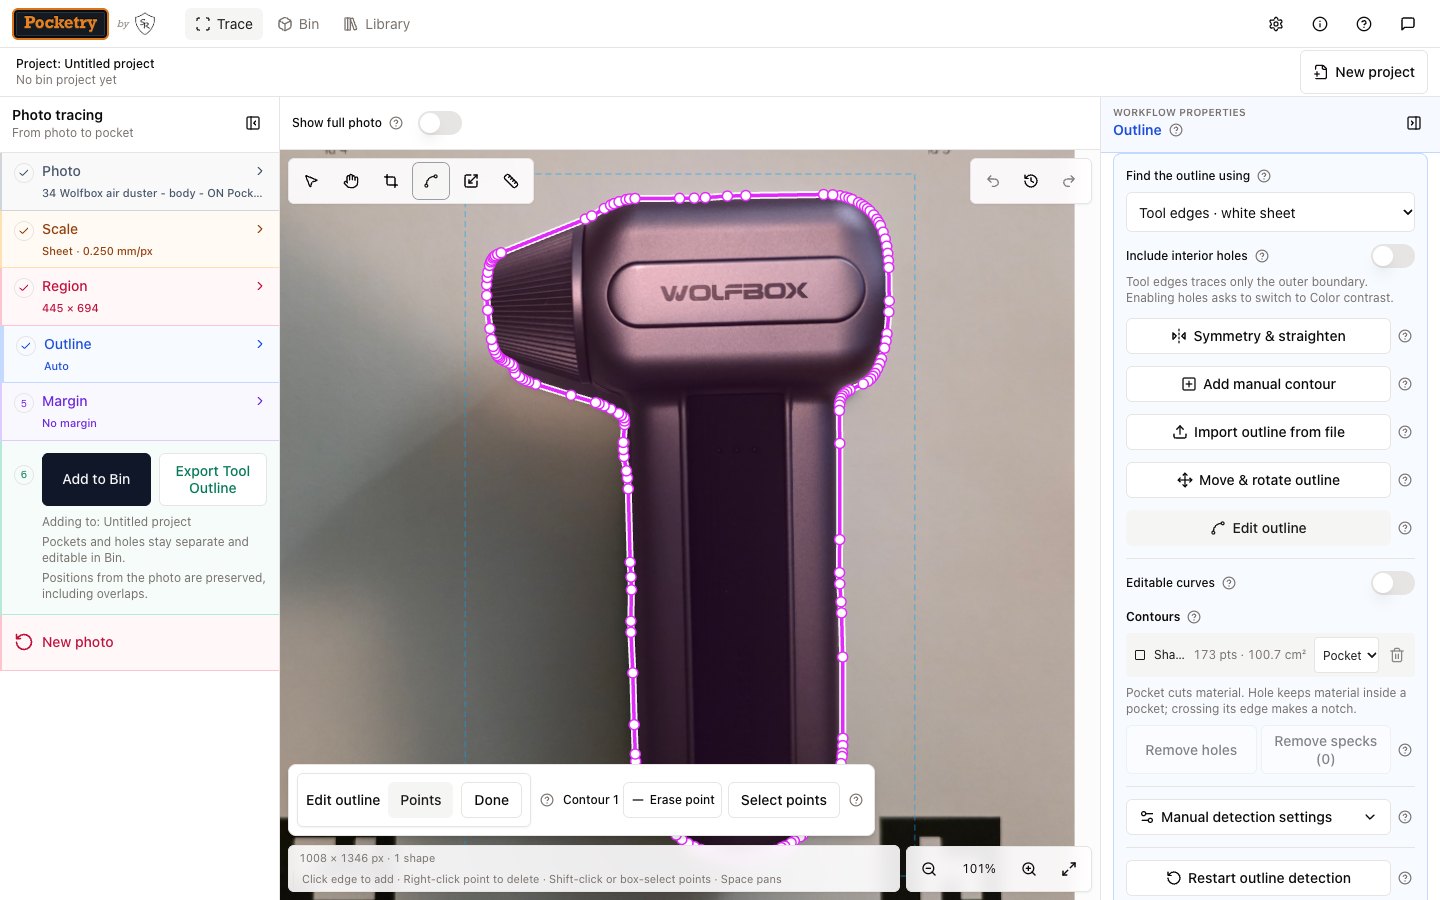 Pocketry by SR
Trace
Bin
Library
Project: Untitled project
No bin project yet
New project
Photo tracing
From photo to pocket
Show full photo
WORKFLOW PROPERTIES
Outline
Photo
34 Wolfbox air duster - body - ON Pock...
Scale
Sheet · 0.250 mm/px
Region
445 × 694
Outline
Auto
5
Margin
No margin
6
Add to Bin
Export Tool
Outline
Adding to: Untitled project
Pockets and holes stay separate and
editable in Bin.
Positions from the photo are preserved,
including overlaps.
New photo
WOLFBOX
Edit outline
Points
Done
Contour 1
Erase point
Select points
1008 × 1346 px · 1 shape
Click edge to add · Right-click point to delete · Shift-click or box-select points · Space pans
101%
Find the outline using
Tool edges · white sheet
Include interior holes
Tool edges traces only the outer boundary.
Enabling holes asks to switch to Color contrast.
Symmetry & straighten
Add manual contour
Import outline from file
Move & rotate outline
Edit outline
Editable curves
Contours
Sha... 173 pts · 100.7 cm² Pocket
Pocket cuts material. Hole keeps material inside a
pocket; crossing its edge makes a notch.
Remove holes
Remove specks
(0)
Manual detection settings
Restart outline detection